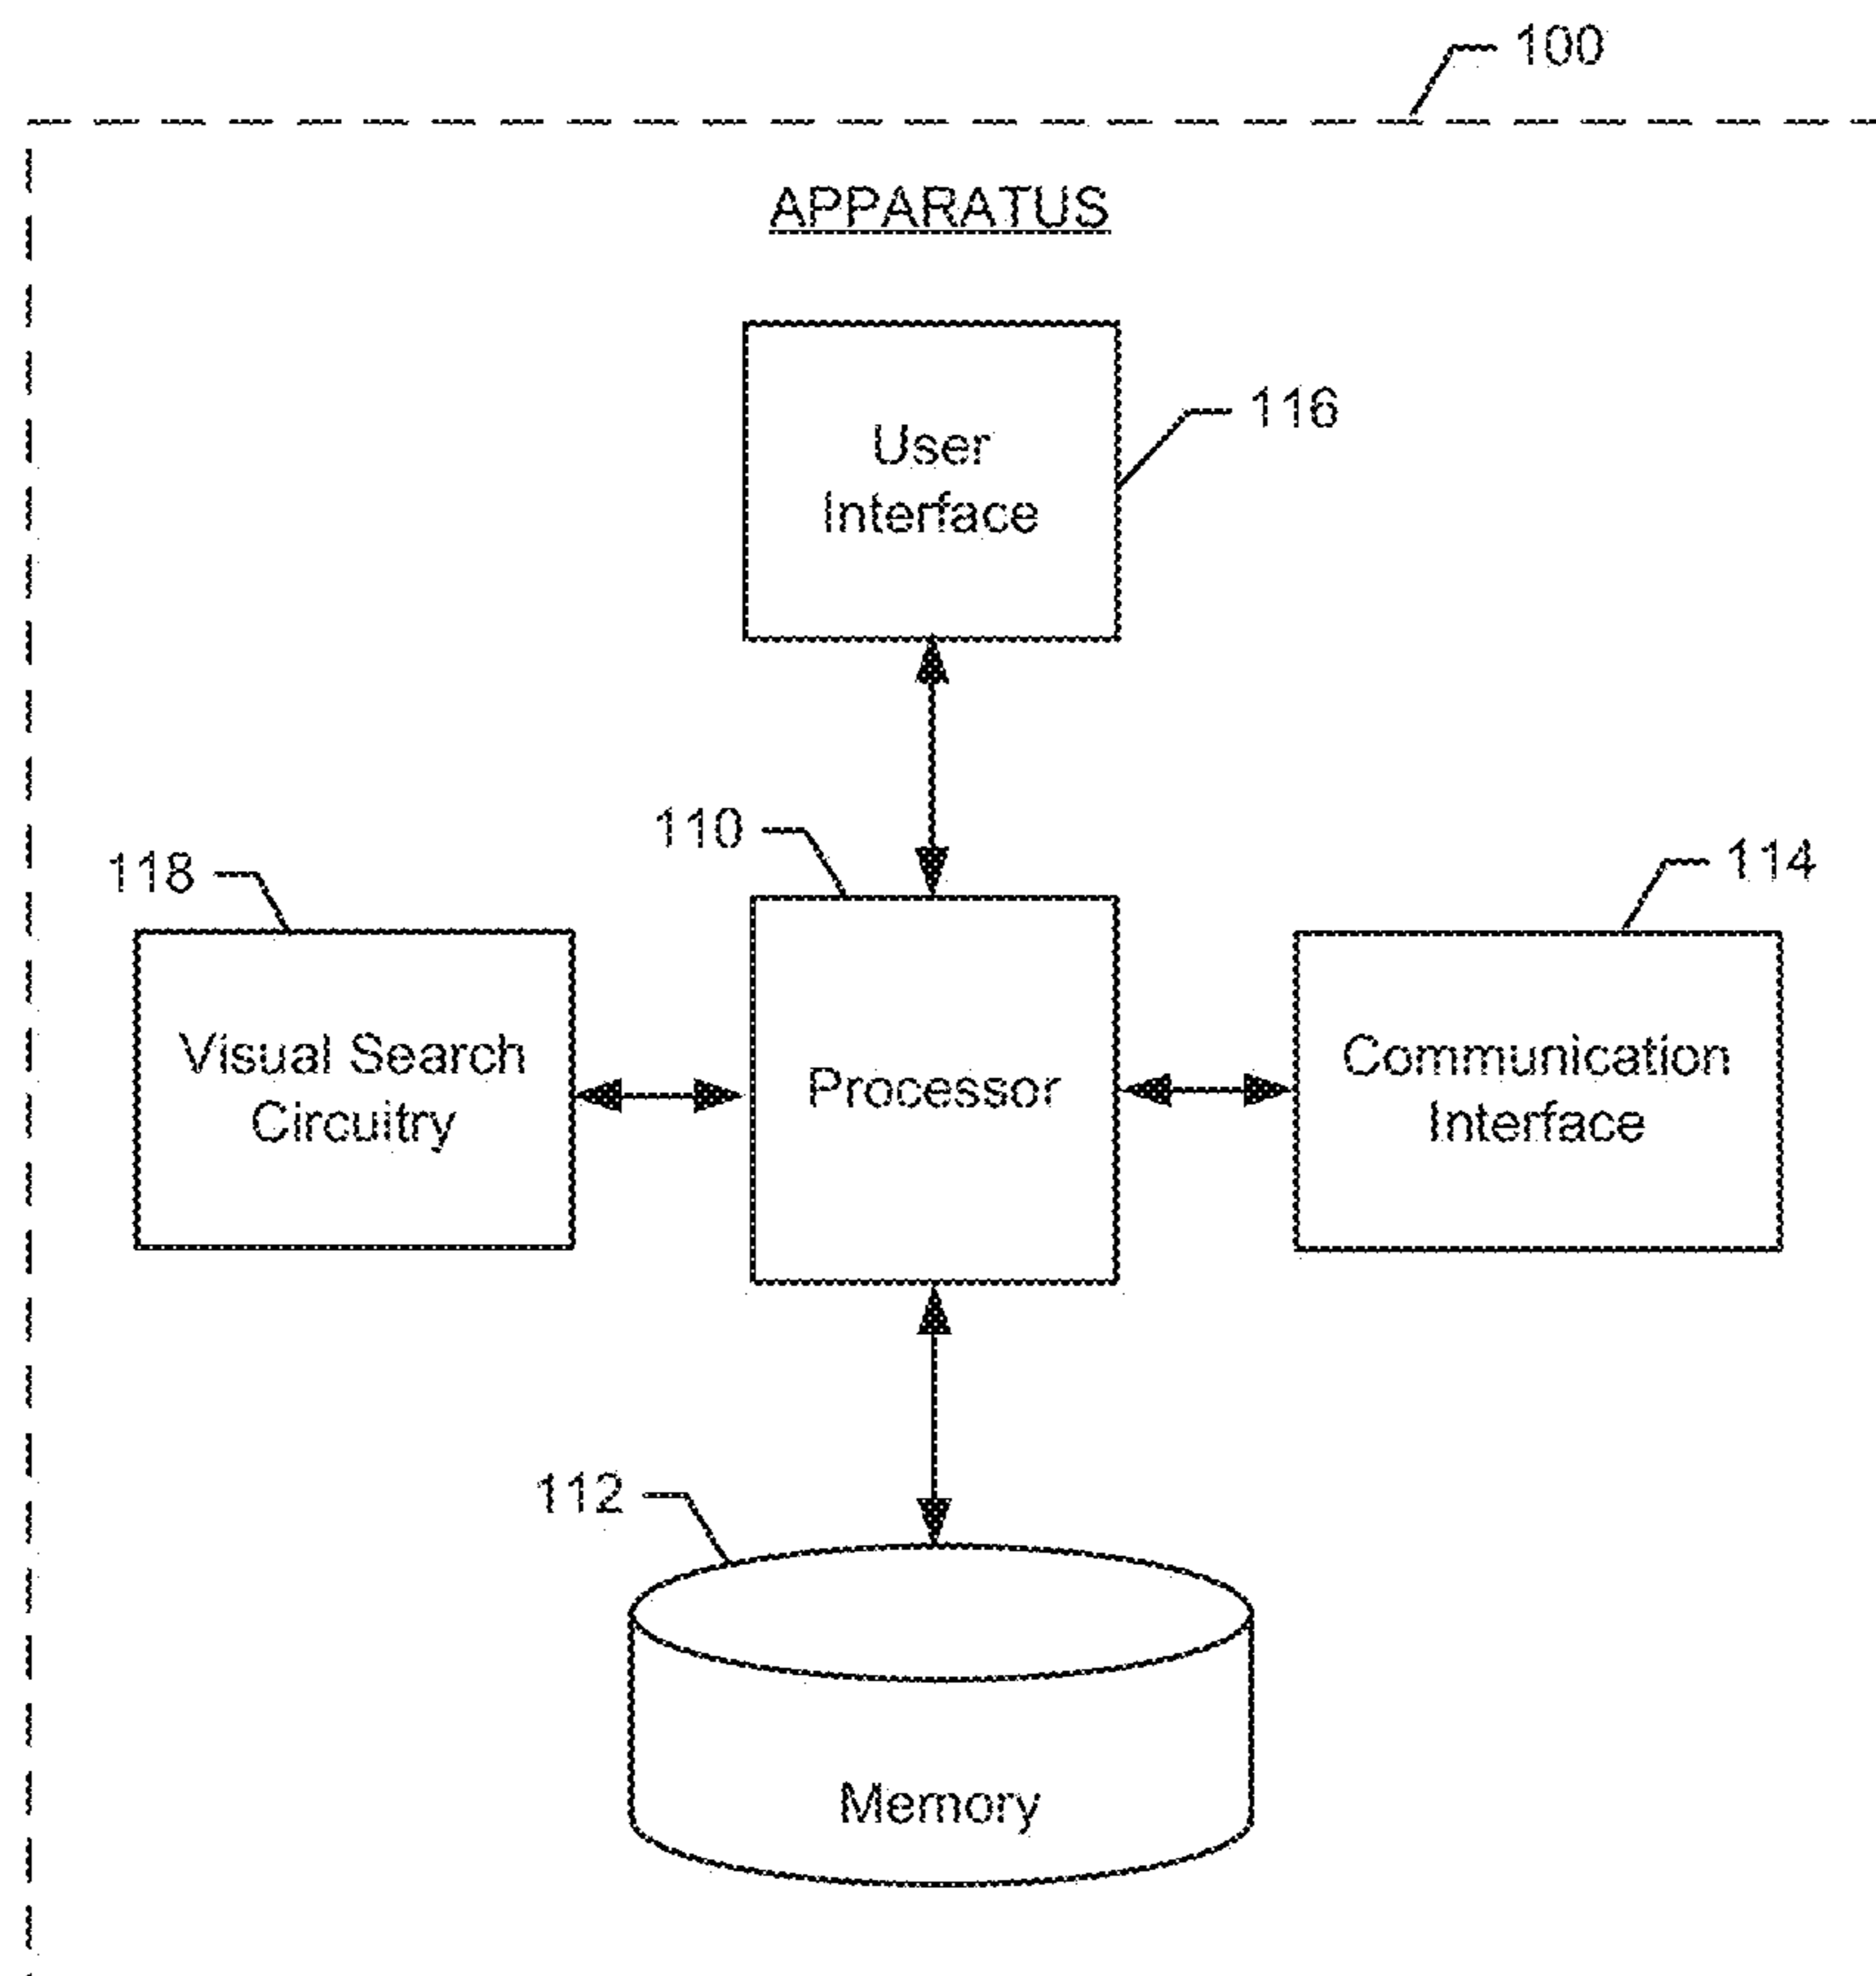 100
APPARATUS
User
Interface
116
110
118
114
Visual Search
Circuitry
Processor
Communication
Interface
112
Memory